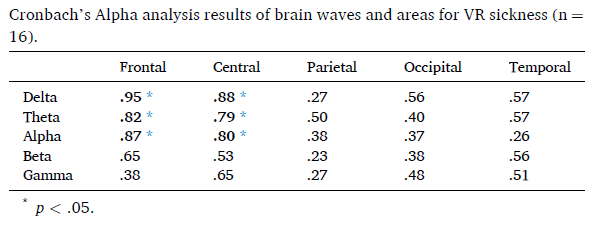 Cronbach's Alpha analysis results of brain waves and areas for VR sickness (n =
16).
Frontal Central Parietal Occipital Temporal
Delta .95 * .88 * .27 .56 .57
Theta .82 * .79 * .50 .40 .57
Alpha .87 * .80 * .38 .37 .26
Beta .65 .53 .23 .38 .56
Gamma .38 .65 .27 .48 .51
* p < .05.